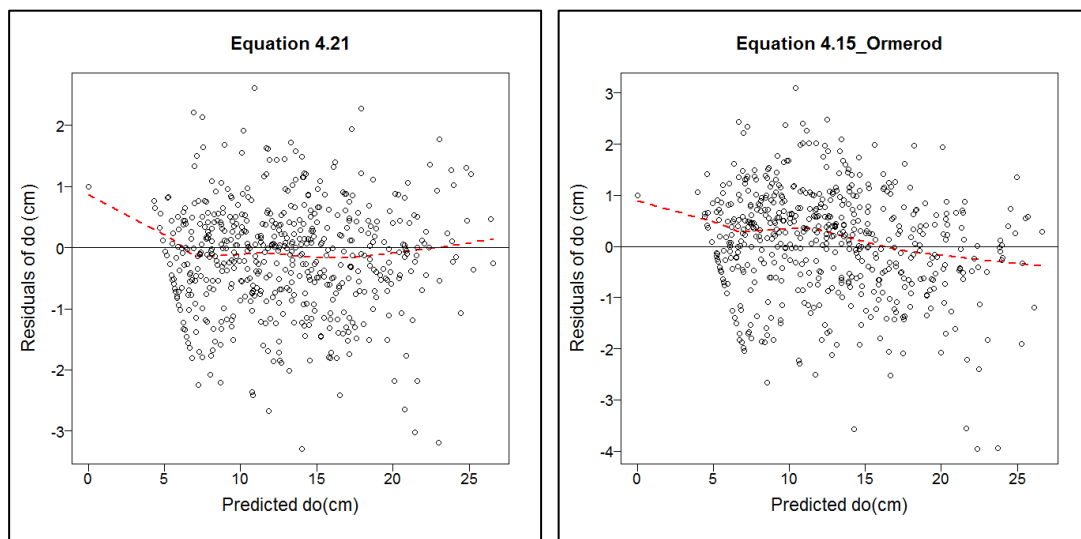 Equation 4.21
Residuals of do (cm)
2
1
0
-1
-2
-3
0 5 10 15 20 25
Predicted do(cm)
Equation 4.15_Ormerod
Residuals of do (cm)
3
2
1
0
-1
-2
-3
-4
0 5 10 15 20 25
Predicted do(cm)